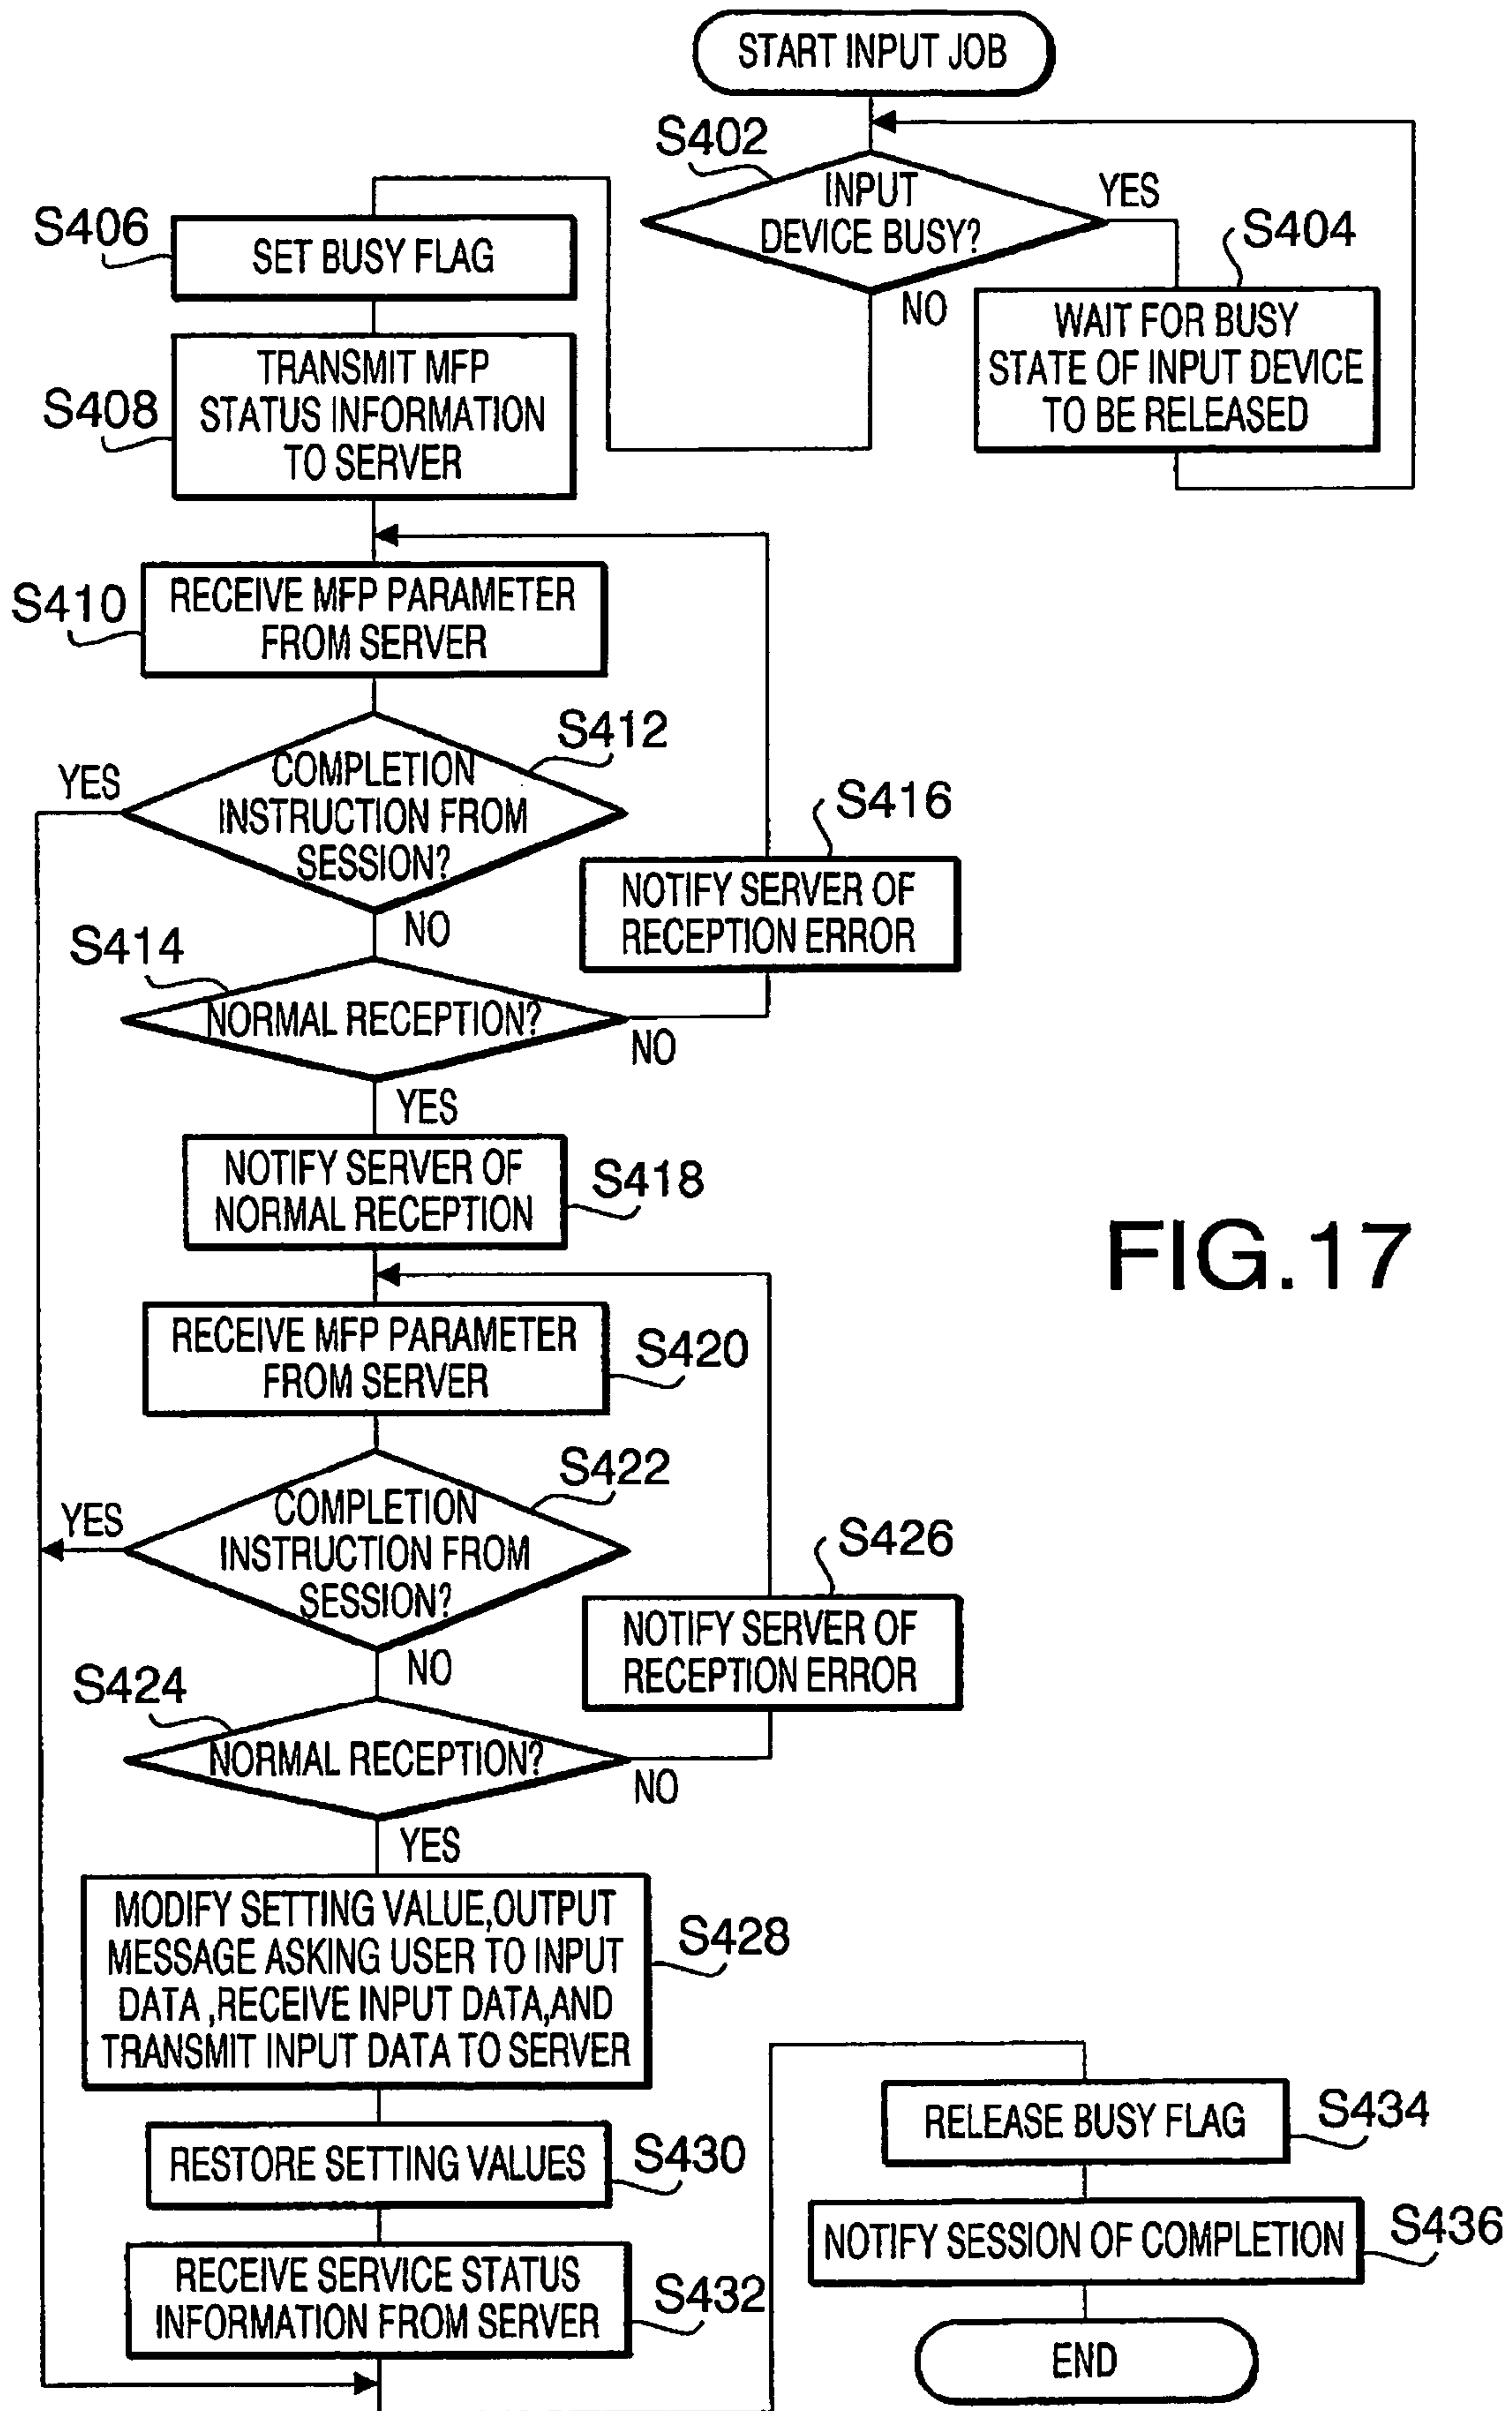 START INPUT JOB
S402
INPUT
DEVICE BUSY?
YES
NO
S404
WAIT FOR BUSY
STATE OF INPUT DEVICE
TO BE RELEASED
S406
SET BUSY FLAG
S408
TRANSMIT MFP
STATUS INFORMATION
TO SERVER
S410
RECEIVE MFP PARAMETER
FROM SERVER
S412
COMPLETION
INSTRUCTION FROM
SESSION?
YES
NO
S414
NORMAL RECEPTION?
NO
YES
S416
NOTIFY SERVER OF
RECEPTION ERROR
NOTIFY SERVER OF
NORMAL RECEPTION
S418
FIG.17
RECEIVE MFP PARAMETER
FROM SERVER
S420
S422
COMPLETION
INSTRUCTION FROM
SESSION?
YES
NO
S424
NORMAL RECEPTION?
NO
YES
S426
NOTIFY SERVER OF
RECEPTION ERROR
MODIFY SETTING VALUE,OUTPUT
MESSAGE ASKING USER TO INPUT
DATA ,RECEIVE INPUT DATA,AND
TRANSMIT INPUT DATA TO SERVER
S428
RESTORE SETTING VALUES
S430
RECEIVE SERVICE STATUS
INFORMATION FROM SERVER
S432
RELEASE BUSY FLAG
S434
NOTIFY SESSION OF COMPLETION
S436
END